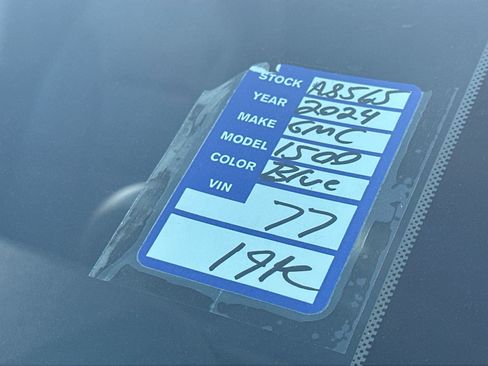 STOCK A8565
YEAR 2024
MAKE GMC
MODEL 1500
COLOR Blue
VIN 77
19K